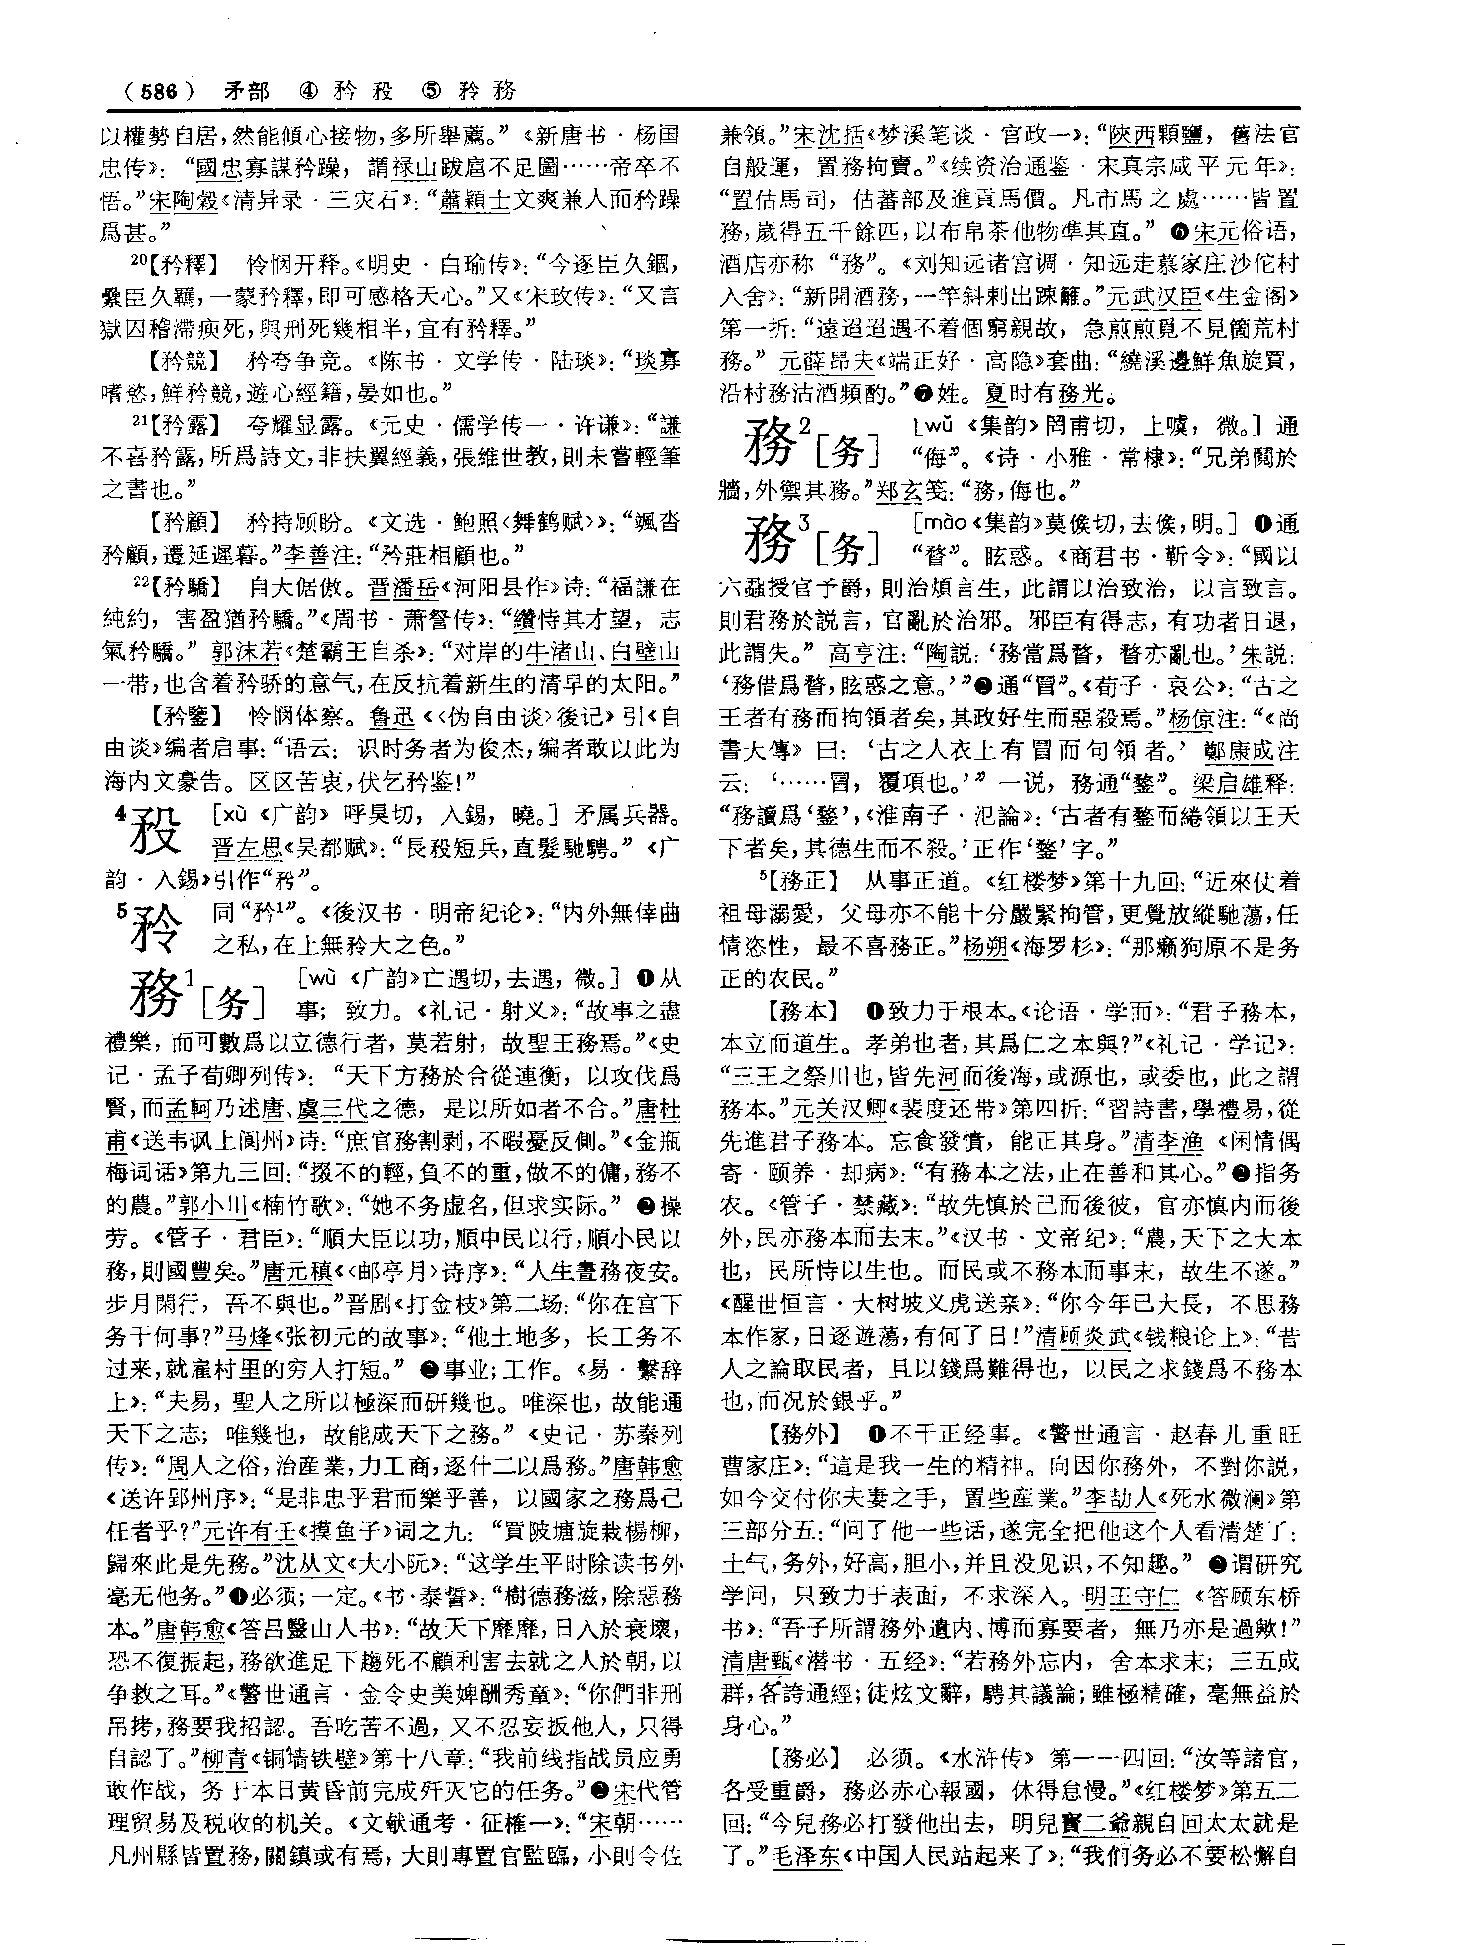 （586） 矛部 ④ 矜 䂎 ⑤ 矝 務
以權勢自居，然能傾心接物，多所舉薦。”《新唐书·杨国
忠传》：“國忠寡謀矜躁，謂禄山跋扈不足圖……帝卒不
悟。”宋陶穀《清异录·三灾石》：“蕭穎士文爽兼人而矜躁
爲甚。”
20【矜釋】 怜悯开释。《明史·白瑜传》：“今逐臣久錮，
纍臣久羈，一蒙矜釋，即可感格天心。”又《宋玫传》：“又言
獄囚稽滯瘐死，與刑死幾相半，宜有矜釋。”
【矜競】 矜夸争竞。《陈书·文学传·陆琰》：“琰寡
嗜慾，鮮矜競，遊心經籍，晏如也。”
21【矜露】 夸耀显露。《元史·儒学传一·许谦》：“謙
不喜矜露，所爲詩文，非扶翼經義，張維世教，則未嘗輕筆
之書也。”
【矜顧】 矜持顾盼。《文选·鲍照〈舞鹤赋〉》：“颯沓
矜顧，遷延遲暮。”李善注：“矜莊相顧也。”
22【矜驕】 自大倨傲。晋潘岳《河阳县作》诗：“福謙在
純約，害盈猶矜驕。”《周书·萧詧传》：“纘恃其才望，志
氣矜驕。”郭沫若《楚霸王自杀》：“对岸的牛渚山、白壁山
一带，也含着矜骄的意气，在反抗着新生的清早的太阳。”
【矜鑒】 怜悯体察。鲁迅《〈伪自由谈〉後记》引《自
由谈》编者启事：“语云：识时务者为俊杰，编者敢以此为
海内文豪告。区区苦衷，伏乞矜鉴！”
4 䂎 ［xù《广韵》呼昊切，入錫，曉。］矛属兵器。
晋左思《吴都赋》：“長䂎短兵，直髮馳騁。”《广
韵·入錫》引作“矜”。
5 矝 同“矜1”。《後汉书·明帝纪论》：“内外無倖曲
之私，在上無矝大之色。”
務1［务］ ［wù《广韵》亡遇切，去遇，微。］❶从
事；致力。《礼记·射义》：“故事之盡
禮樂，而可數爲以立德行者，莫若射，故聖王務焉。”《史
记·孟子荀卿列传》：“天下方務於合從連衡，以攻伐爲
賢，而孟軻乃述唐、虞三代之德，是以所如者不合。”唐杜
甫《送韦讽上阆州》诗：“庶官務割剥，不暇憂反側。”《金瓶
梅词话》第九三回：“掇不的輕，負不的重，做不的傭，務不
的農。”郭小川《楠竹歌》：“她不务虚名，但求实际。”❷操
劳。《管子·君臣》：“順大臣以功，順中民以行，順小民以
務，則國豐矣。”唐元稹《〈邮亭月〉诗序》：“人生晝務夜安。
步月閑行，吾不與也。”晋剧《打金枝》第二场：“你在宫下
务干何事？”马烽《张初元的故事》：“他土地多，长工务不
过来，就雇村里的穷人打短。”❸事业；工作。《易·繫辞
上》：“夫易，聖人之所以極深而研幾也。唯深也，故能通
天下之志；唯幾也，故能成天下之務。”《史记·苏秦列
传》：“周人之俗，治産業，力工商，逐什二以爲務。”唐韩愈
《送许郢州序》：“是非忠乎君而樂乎善，以國家之務爲己
任者乎？”元许有壬《摸鱼子》词之九：“買陂塘旋栽楊柳，
歸來此是先務。”沈从文《大小阮》：“这学生平时除读书外
毫无他务。”❹必须；一定。《书·泰誓》：“樹德務滋，除惡務
本。”唐韩愈《答吕毉山人书》：“故天下靡靡，日入於衰壞，
恐不復振起，務欲進足下趨死不顧利害去就之人於朝，以
争救之耳。”《警世通言·金令史美婢酬秀童》：“你們非刑
吊拷，務要我招認。吾吃苦不過，又不忍妄扳他人，只得
自認了。”柳青《铜墙铁壁》第十八章：“我前线指战员应勇
敢作战，务于本日黄昏前完成歼灭它的任务。”❺宋代管
理贸易及税收的机关。《文献通考·征榷一》：“宋朝……
凡州縣皆置務，關鎮或有焉，大則專置官監臨，小則令佐
兼領。”宋沈括《梦溪笔谈·官政一》：“陝西顆鹽，舊法官
自般運，置務拘賣。”《续资治通鉴·宋真宗咸平元年》：
“置估馬司，估蕃部及進貢馬價。凡市馬之處……皆置
務，歲得五千餘匹，以布帛茶他物準其直。”❻宋元俗语，
酒店亦称“務”。《刘知远诸宫调·知远走慕家庄沙佗村
入舍》：“新開酒務，一竿斜刺出踈籬。”元武汉臣《生金阁》
第一折：“遠迢迢遇不着個窮親故，急煎煎覓不見箇荒村
務。”元薛昂夫《端正好·高隐》套曲：“繞溪邊鮮魚旋買，
沿村務沽酒頻酌。”❼姓。夏时有務光。
務2［务］ ［wǔ《集韵》罔甫切，上噳，微。］通
“侮”。《诗·小雅·常棣》：“兄弟鬩於
牆，外禦其務。”郑玄笺：“務，侮也。”
務3［务］ ［mào《集韵》莫候切，去候，明。］❶通
“瞀”。眩惑。《商君书·靳令》：“國以
六蝨授官予爵，則治煩言生，此謂以治致治，以言致言。
則君務於説言，官亂於治邪。邪臣有得志，有功者日退，
此謂失。”高亨注：“陶説：‘務當爲瞀，瞀亦亂也。’朱説：
‘務借爲瞀，眩惑之意。’”❷通“冒”。《荀子·哀公》：“古之
王者有務而拘領者矣，其政好生而惡殺焉。”杨倞注：“《尚
書大傳》曰：‘古之人衣上有冒而句領者。’鄭康成注
云：‘……冒，覆項也。’”一说，務通“鍪”。梁启雄释：
“務讀爲‘鍪’，《淮南子·氾論》：‘古者有鍪而綣領以王天
下者矣，其德生而不殺。’正作‘鍪’字。”
5【務正】 从事正道。《红楼梦》第十九回：“近來仗着
祖母溺愛，父母亦不能十分嚴緊拘管，更覺放縱馳蕩，任
情恣性，最不喜務正。”杨朔《海罗杉》：“那癞狗原不是务
正的农民。”
【務本】 ❶致力于根本。《论语·学而》：“君子務本，
本立而道生。孝弟也者，其爲仁之本與？”《礼记·学记》：
“三王之祭川也，皆先河而後海，或源也，或委也，此之謂
務本。”元关汉卿《裴度还带》第四折：“習詩書，學禮易，從
先進君子務本。忘食發憤，能正其身。”清李渔《闲情偶
寄·颐养·却病》：“有務本之法，止在善和其心。”❷指务
农。《管子·禁藏》：“故先慎於己而後彼，官亦慎内而後
外，民亦務本而去末。”《汉书·文帝纪》：“農，天下之大本
也，民所恃以生也。而民或不務本而事末，故生不遂。”
《醒世恒言·大树坡义虎送亲》：“你今年已大長，不思務
本作家，日逐遊蕩，有何了日！”清顾炎武《钱粮论上》：“昔
人之論取民者，且以錢爲難得也，以民之求錢爲不務本
也，而况於銀乎。”
【務外】 ❶不干正经事。《警世通言·赵春儿重旺
曹家庄》：“這是我一生的精神。向因你務外，不對你説，
如今交付你夫妻之手，置些産業。”李劼人《死水微澜》第
三部分五：“问了他一些话，遂完全把他这个人看清楚了：
土气，务外，好高，胆小，并且没见识，不知趣。”❷谓研究
学问，只致力于表面，不求深入。明王守仁《答顾东桥
书》：“吾子所謂務外遺内、博而寡要者，無乃亦是過歟！”
清唐甄《潜书·五经》：“若務外忘内，舍本求末；三五成
群，各誇通經；徒炫文辭，騁其議論；雖極精確，毫無益於
身心。”
【務必】 必须。《水浒传》第一一四回：“汝等諸官，
各受重爵，務必赤心報國，休得怠慢。”《红楼梦》第五二
回：“今兒務必打發他出去，明兒寶二爺親自回太太就是
了。”毛泽东《中国人民站起来了》：“我们务必不要松懈自